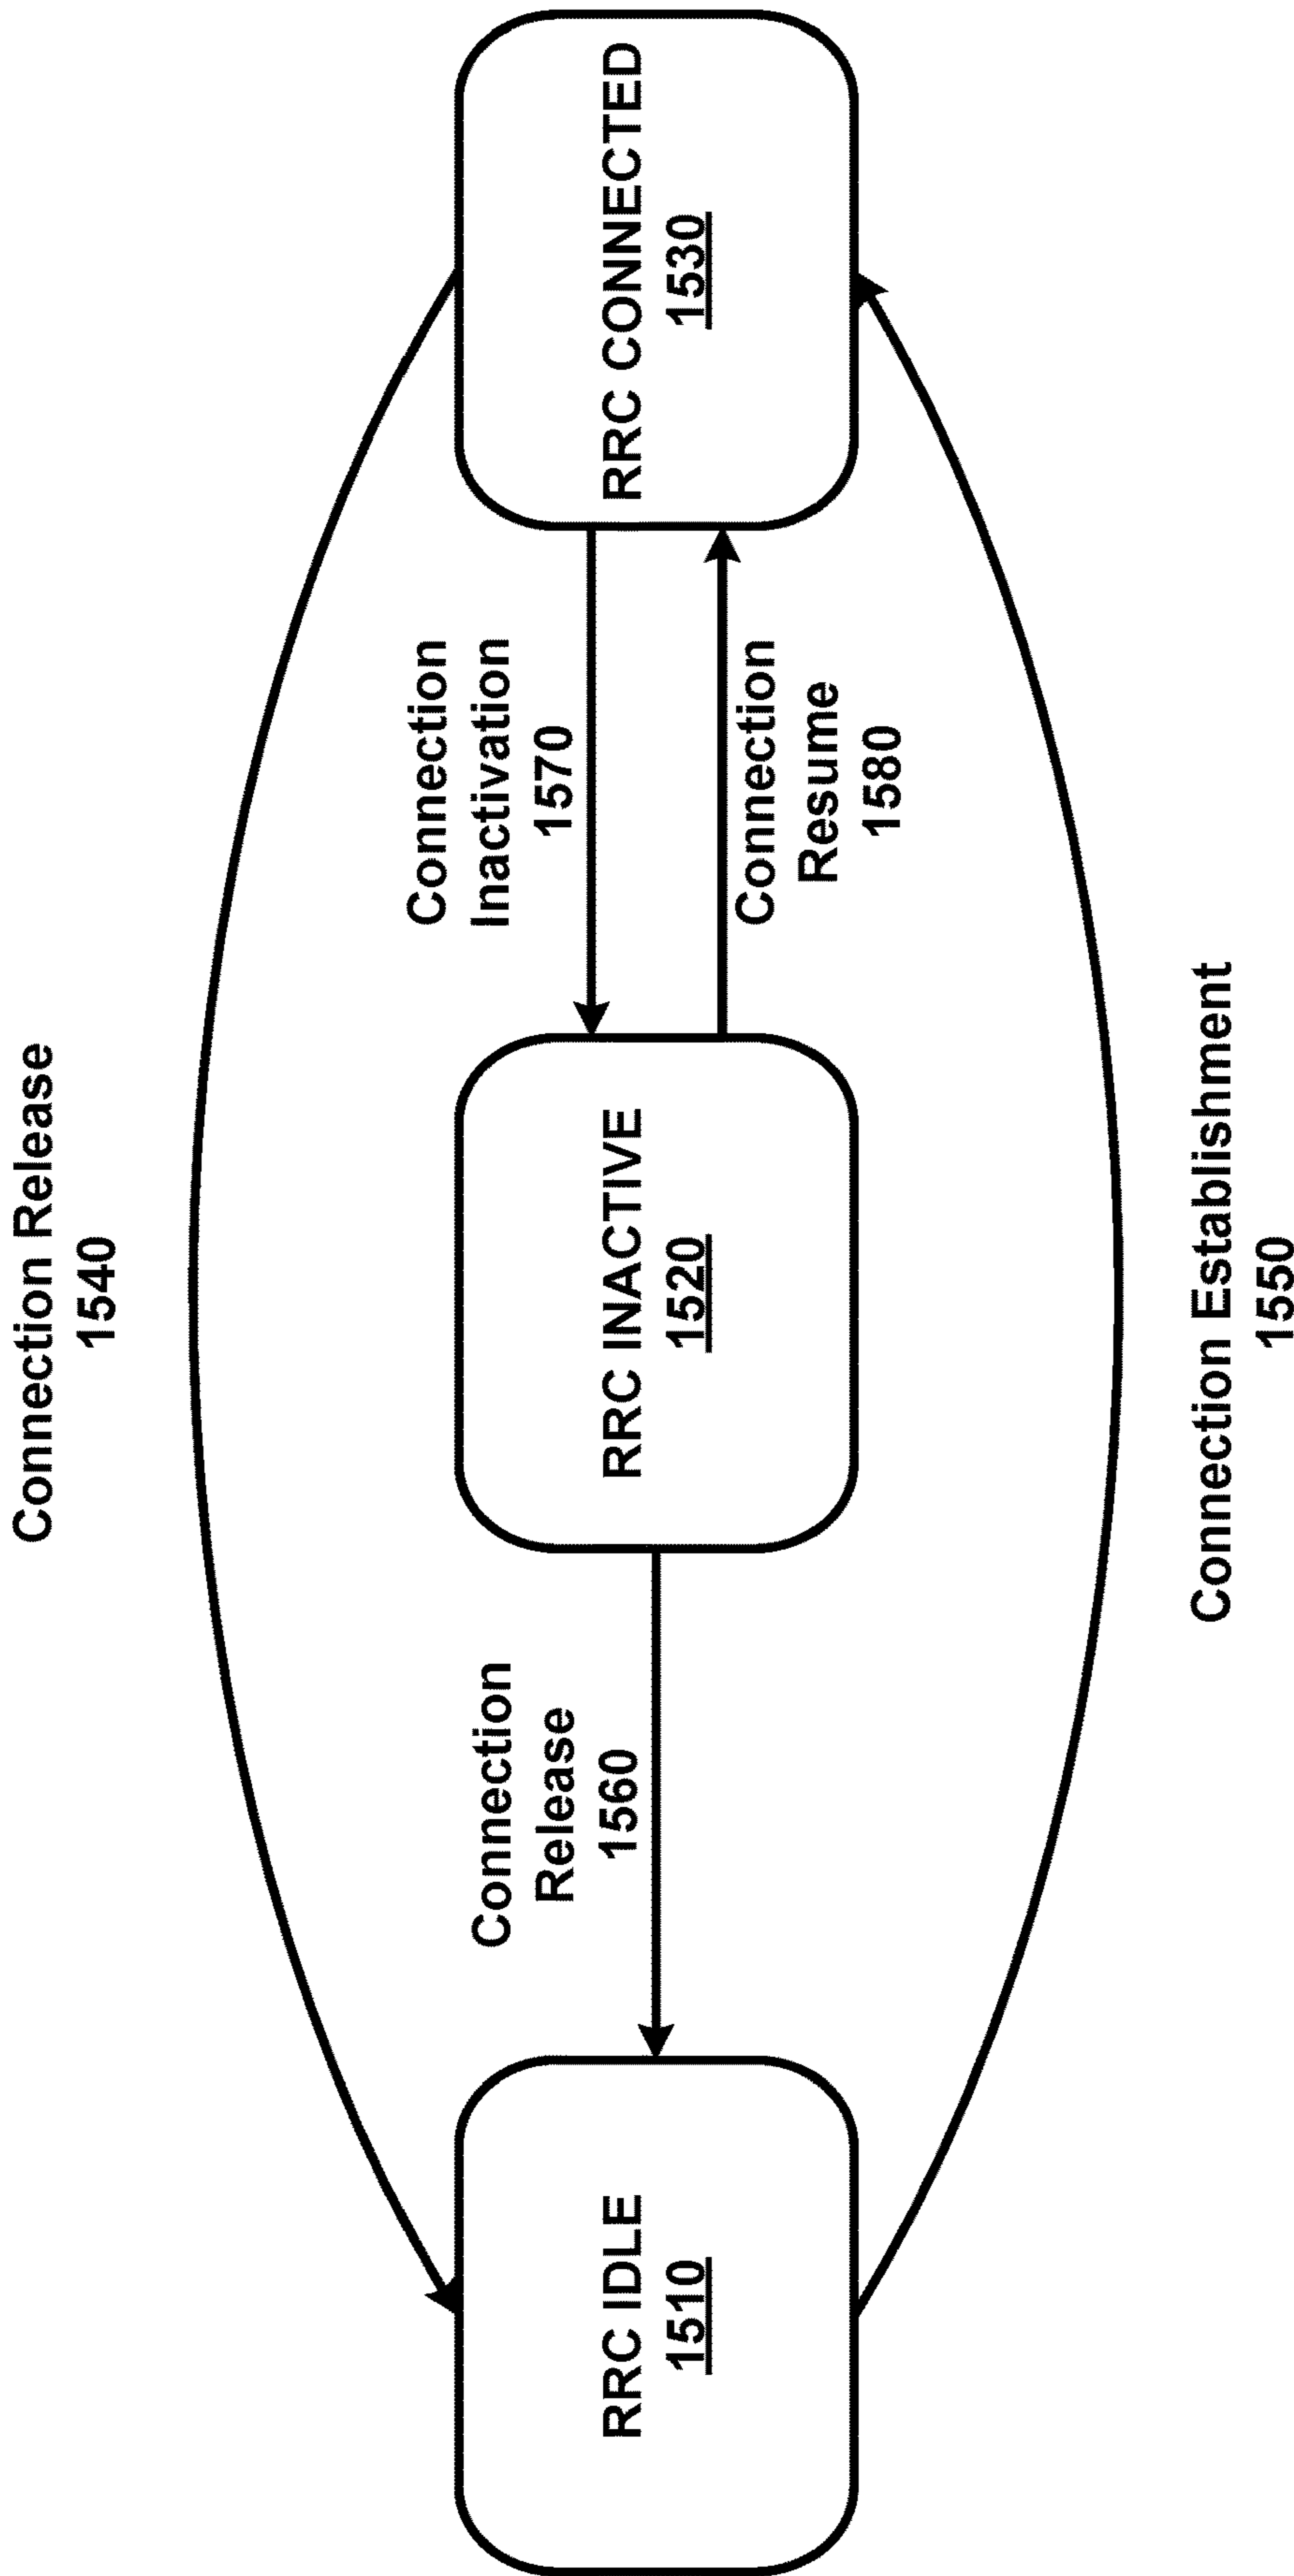 Connection Release
1540
RRC IDLE
1510
Connection
Release
1560
RRC INACTIVE
1520
Connection
Inactivation
1570
Connection
Resume
1580
RRC CONNECTED
1530
Connection Establishment
1550